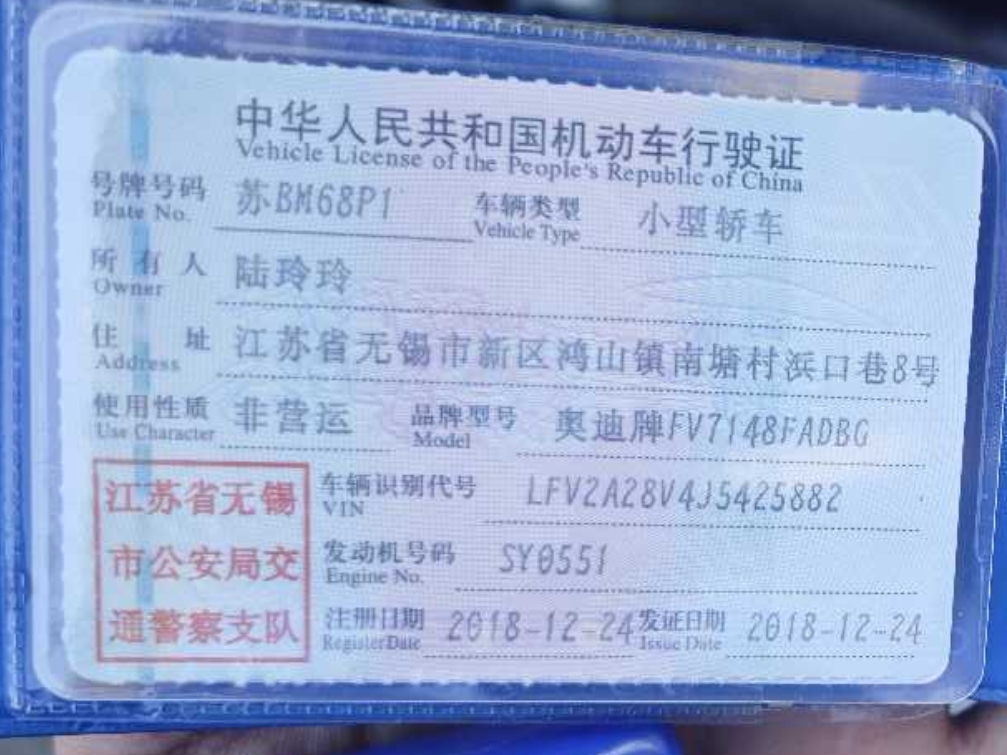 中华人民共和国机动车行驶证
Vehicle License of the People's Republic of China
号牌号码 苏BM68P1 车辆类型 小型轿车
Plate No. Vehicle Type
所有人 陆玲玲
Owner
住址 江苏省无锡市新区鸿山镇南塘村浜口巷8号
Address
使用性质 非营运 品牌型号 奥迪牌FV7148FADBG
Use Character Model
江苏省无锡 车辆识别代号 LFV2A28V4J5425882
VIN
市公安局交 发动机号码 SY0551
Engine No.
通警察支队 注册日期 2018-12-24 发证日期 2018-12-24
Register Date Issue Date